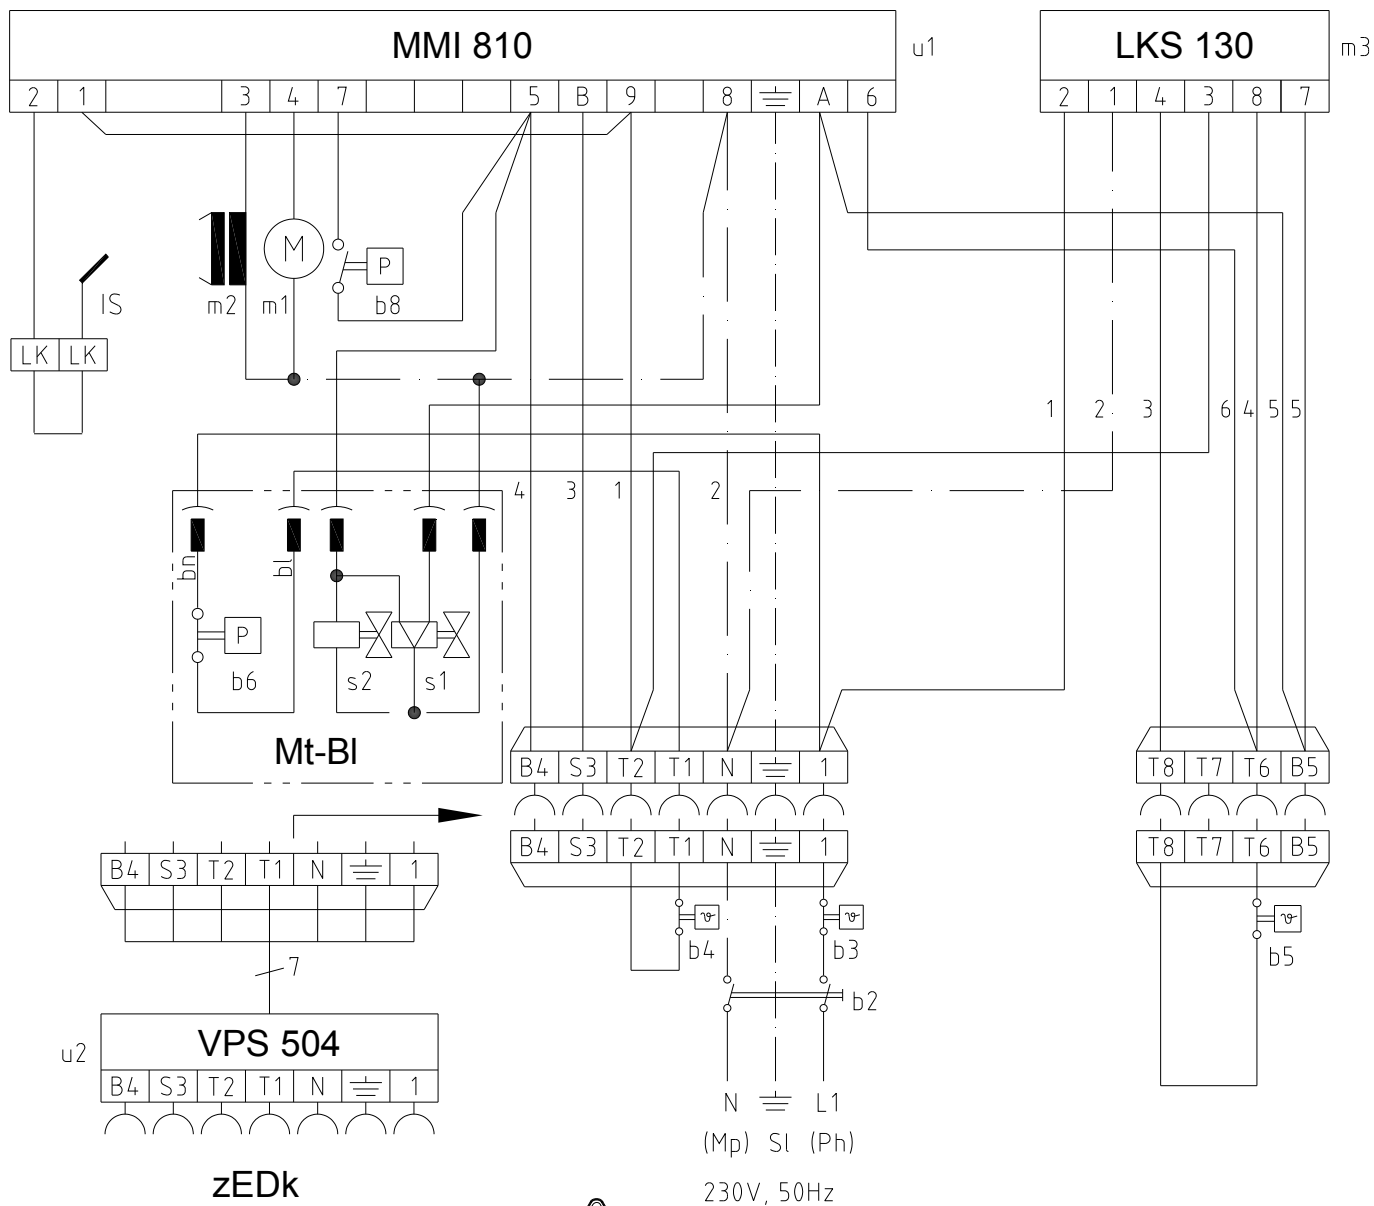 MMI 810 u1 LKS 130 m3
2 1 3 4 7 5 B 9 8 A 6 2 1 4 3 8 7
M P
IS m2 m1 b8
LK LK
1 2 3 6 4 5 5
4 3 1 2
bn bl
P
b6 s2 s1
Mt-Bl
B4 S3 T2 T1 N 1 T8 T7 T6 B5
B4 S3 T2 T1 N 1 T8 T7 T6 B5
B4 S3 T2 T1 N 1
ϑ ϑ ϑ
b4 b3 b5
7
b2
u2 VPS 504
B4 S3 T2 T1 N 1
N L1
(Mp) Sl (Ph)
zEDk
230V, 50Hz